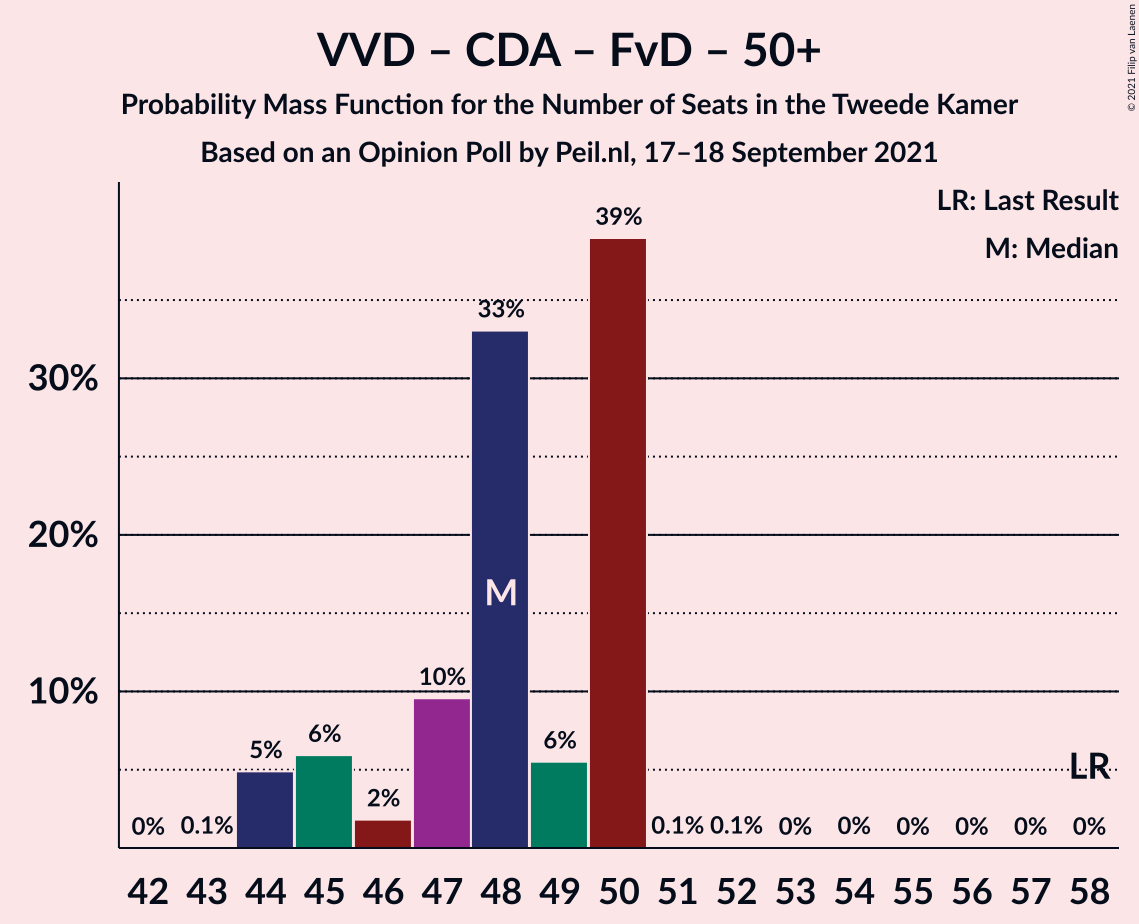 VVD – CDA – FvD – 50+
Probability Mass Function for the Number of Seats in the Tweede Kamer
Based on an Opinion Poll by Peil.nl, 17–18 September 2021
© 2021 Filip van Laenen
LR: Last Result
M: Median
39%
33%
30%
20%
M
10%
10%
6%
6%
5%
LR
2%
0% 0.1% 0.1% 0.1% 0% 0% 0% 0% 0% 0%
42 43 44 45 46 47 48 49 50 51 52 53 54 55 56 57 58